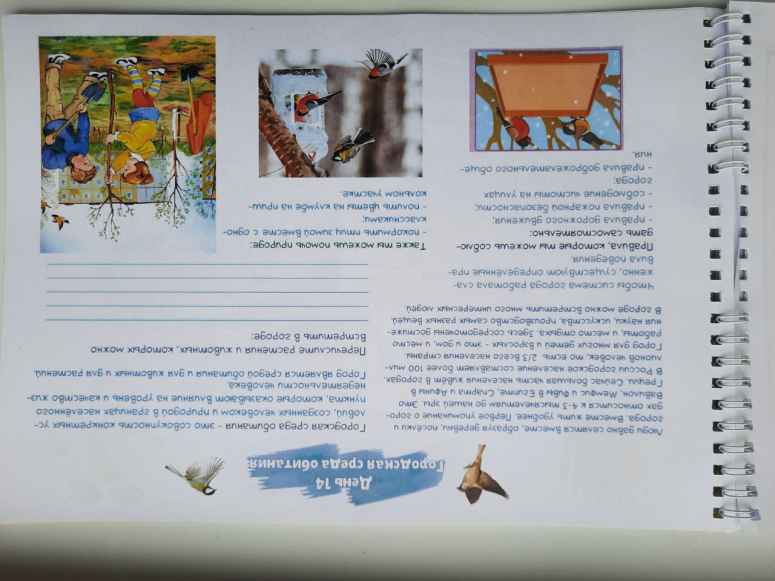 День 14
Городская среда обитания
Люди давно селятся вместе, образуя деревни, посёлки и
города. Вместе жить удобнее. Первое упоминание о горо-
дах относится к 4-3 тысячелетиям до нашей эры. Это
Вавилон, Мемфис и Фивы в Египте, Спарта и Афины в
Греции. Сейчас большая часть населения живёт в городах.
В России городское население составляет более 100 мил-
лионов человек, то есть 2/3 всего населения страны.
Город для многих детей и взрослых - это и дом, и место
работы, и место отдыха. Здесь сосредоточены достиже-
ния науки, искусства, производство самых разных вещей.
В городе можно встретить много интересных людей.
Чтобы система города работала сла-
женно, существуют определённые пра-
вила поведения.
Правила, которые ты можешь соблю-
дать самостоятельно:
- правила дорожного движения;
- правила пожарной безопасности;
- соблюдение чистоты на улицах
города;
- правила доброжелательного обще-
ния.
Городская среда обитания - это совокупность конкретных ус-
ловий, созданных человеком и природой в границах населённого
пункта, которые оказывают влияние на уровень и качество жиз-
недеятельности человека.
Город является средой обитания и для животных и для растений.
Перечислите растения и животных, которых можно
встретить в городе:
Также ты можешь помочь природе:
- покормить птиц зимой вместе с одно-
классниками;
- полить цветы на клумбе на приш-
кольном участке.